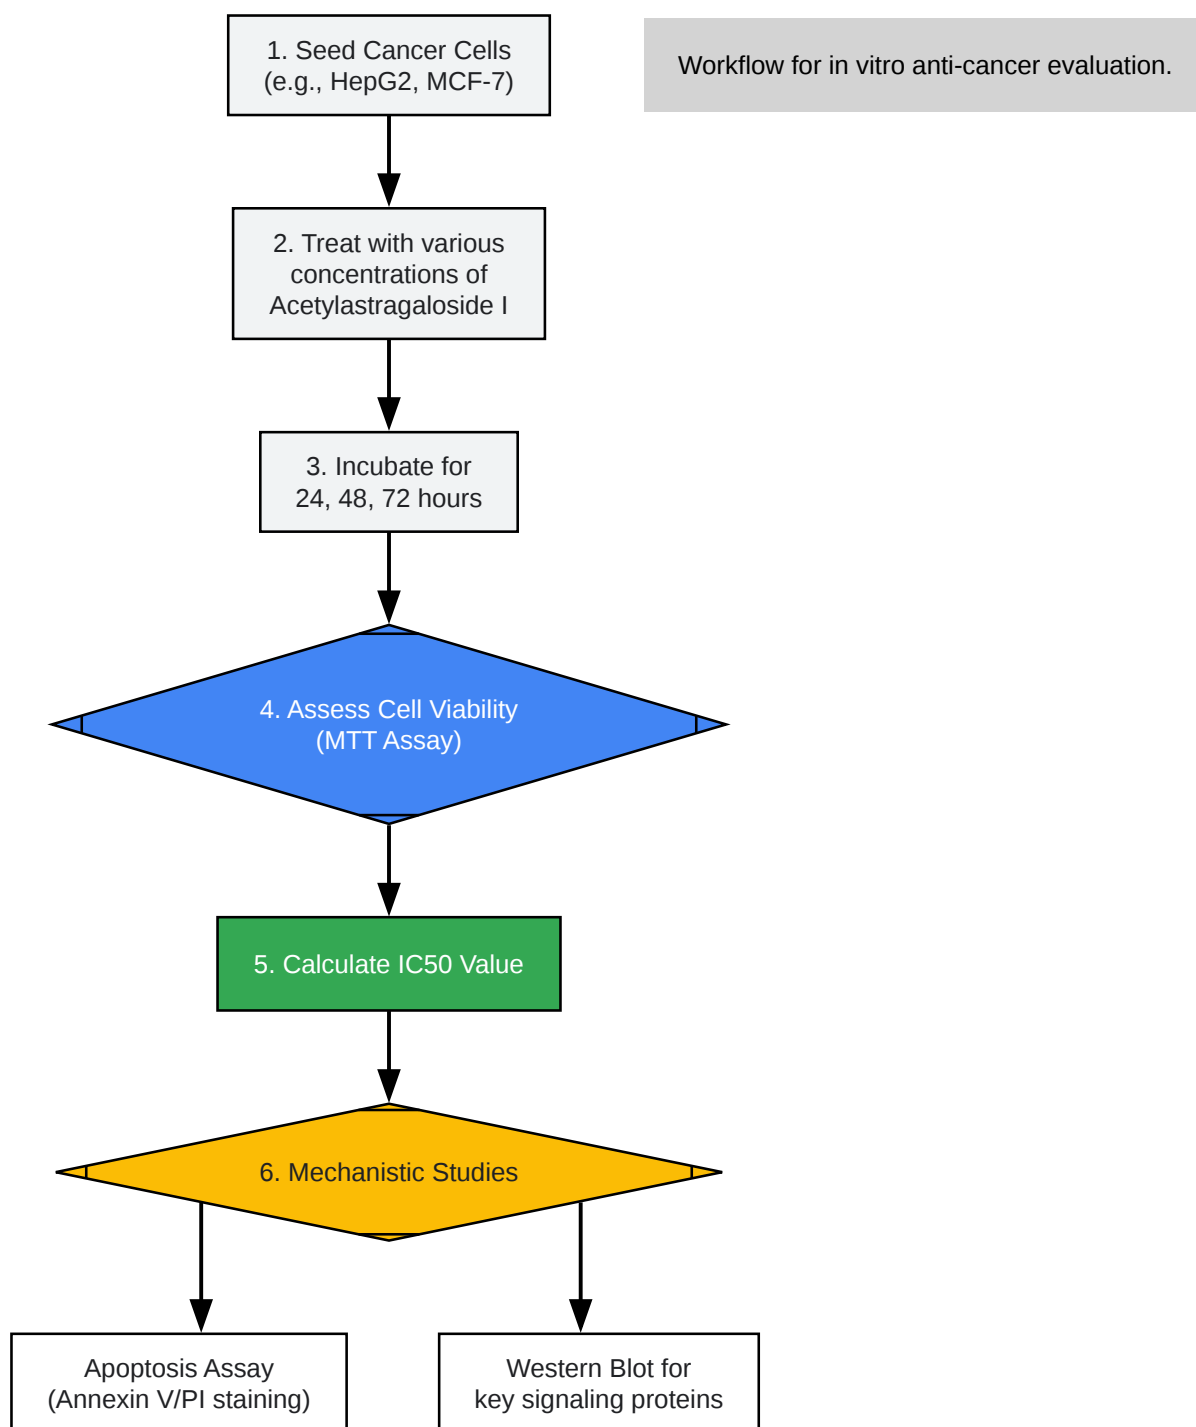 1. Seed Cancer Cells
(e.g., HepG2, MCF-7)
Workflow for in vitro anti-cancer evaluation.
2. Treat with various
concentrations of
Acetylastragaloside I
3. Incubate for
24, 48, 72 hours
4. Assess Cell Viability
(MTT Assay)
5. Calculate IC50 Value
6. Mechanistic Studies
Apoptosis Assay
(Annexin V/PI staining)
Western Blot for
key signaling proteins